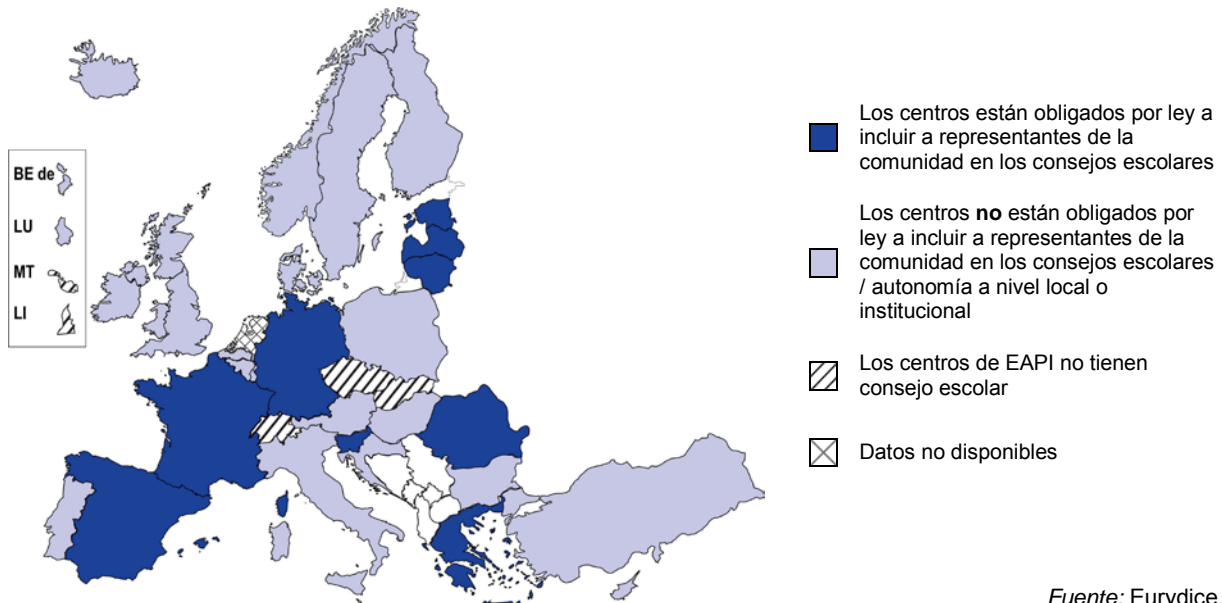 BE de
LU
MT
LI
Los centros están obligados por ley a
incluir a representantes de la
comunidad en los consejos escolares
Los centros no están obligados por
ley a incluir a representantes de la
comunidad en los consejos escolares
/ autonomía a nivel local o
institucional
Los centros de EAPI no tienen
consejo escolar
Datos no disponibles
Fuente: Eurydice.